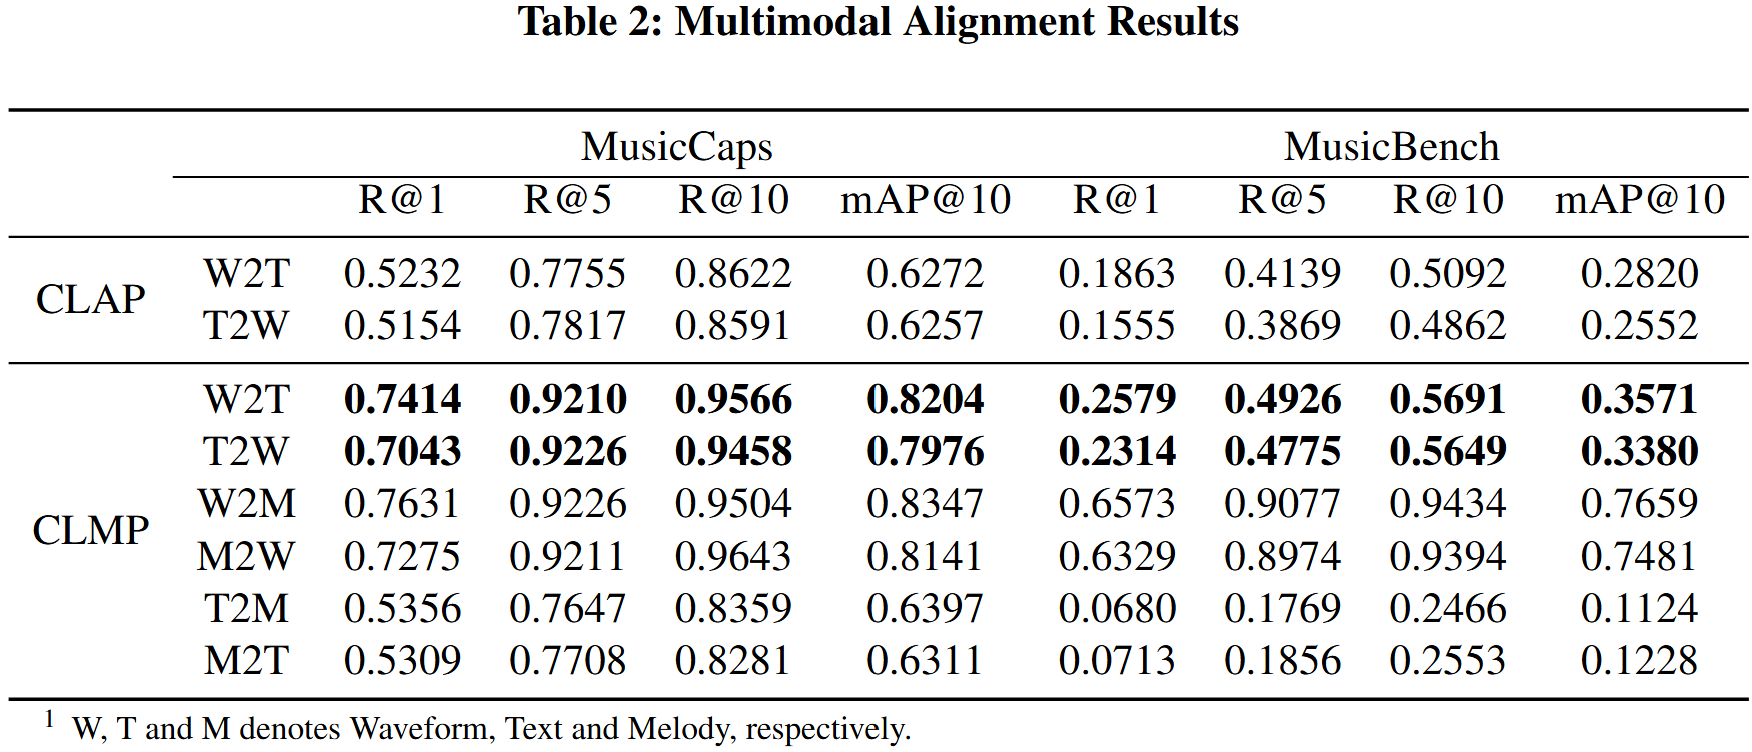 Table 2: Multimodal Alignment Results
MusicCaps MusicBench
R@1 R@5 R@10 mAP@10 R@1 R@5 R@10 mAP@10
CLAP
W2T 0.5232 0.7755 0.8622 0.6272 0.1863 0.4139 0.5092 0.2820
T2W 0.5154 0.7817 0.8591 0.6257 0.1555 0.3869 0.4862 0.2552
CLMP
W2T 0.7414 0.9210 0.9566 0.8204 0.2579 0.4926 0.5691 0.3571
T2W 0.7043 0.9226 0.9458 0.7976 0.2314 0.4775 0.5649 0.3380
W2M 0.7631 0.9226 0.9504 0.8347 0.6573 0.9077 0.9434 0.7659
M2W 0.7275 0.9211 0.9643 0.8141 0.6329 0.8974 0.9394 0.7481
T2M 0.5356 0.7647 0.8359 0.6397 0.0680 0.1769 0.2466 0.1124
M2T 0.5309 0.7708 0.8281 0.6311 0.0713 0.1856 0.2553 0.1228
1 W, T and M denotes Waveform, Text and Melody, respectively.